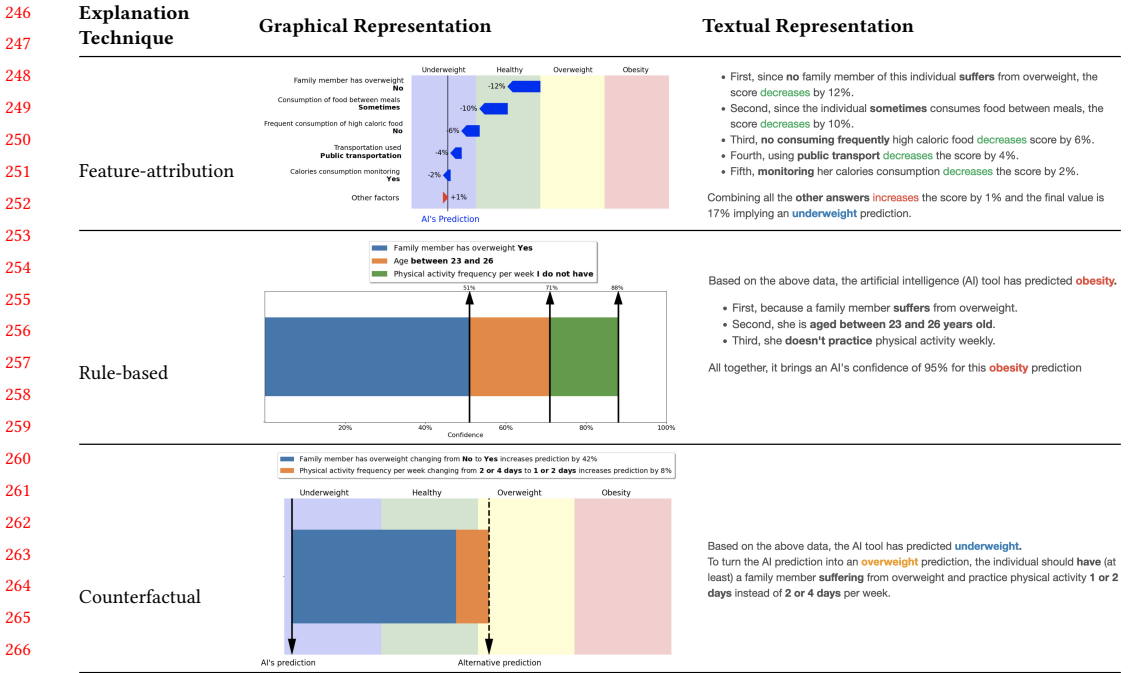 246
247
248
249
250
251
252
253
254
255
256
257
258
259
260
261
262
263
264
265
266
Explanation
Technique
Graphical Representation
Textual Representation
Feature-attribution
Underweight Healthy Overweight Obesity
Family member has overweight
No
-12%
Consumption of food between meals
Sometimes
-10%
Frequent consumption of high caloric food
No
-6%
Transportation used
Public transportation
-4%
Calories consumption monitoring
Yes
-2%
Other factors
+1%
AI's Prediction
• First, since no family member of this individual suffers from overweight, the
score decreases by 12%.
• Second, since the individual sometimes consumes food between meals, the
score decreases by 10%.
• Third, no consuming frequently high caloric food decreases score by 6%.
• Fourth, using public transport decreases the score by 4%.
• Fifth, monitoring her calories consumption decreases the score by 2%.
Combining all the other answers increases the score by 1% and the final value is
17% implying an underweight prediction.
Rule-based
Family member has overweight Yes
Age between 23 and 26
Physical activity frequency per week I do not have
51% 71% 88%
20% 40% 60% 80% 100%
Confidence
Based on the above data, the artificial intelligence (AI) tool has predicted obesity.
• First, because a family member suffers from overweight.
• Second, she is aged between 23 and 26 years old.
• Third, she doesn't practice physical activity weekly.
All together, it brings an AI's confidence of 95% for this obesity prediction
Counterfactual
Family member has overweight changing from No to Yes increases prediction by 42%
Physical activity frequency per week changing from 2 or 4 days to 1 or 2 days increases prediction by 8%
Underweight Healthy Overweight Obesity
AI's prediction Alternative prediction
Based on the above data, the AI tool has predicted underweight.
To turn the AI prediction into an overweight prediction, the individual should have (at
least) a family member suffering from overweight and practice physical activity 1 or 2
days instead of 2 or 4 days per week.